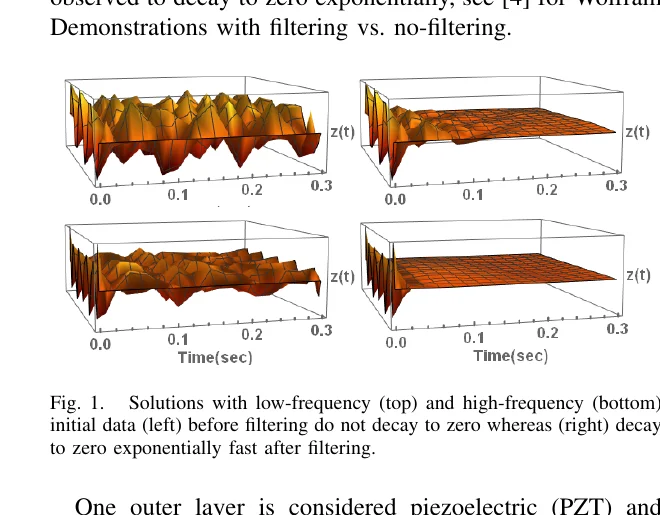 observed to decay to zero exponentially, see [4] for Wolfram
Demonstrations with filtering vs. no-filtering.
z(t)
0.0 0.1 0.2 0.3
z(t)
0.0 0.1 0.2 0.3
z(t)
0.0 0.1 0.2 0.3
Time(sec)
z(t)
0.0 0.1 0.2 0.3
Time(sec)
Fig. 1. Solutions with low-frequency (top) and high-frequency (bottom)
initial data (left) before filtering do not decay to zero whereas (right) decay
to zero exponentially fast after filtering.
One outer layer is considered piezoelectric (PZT) and